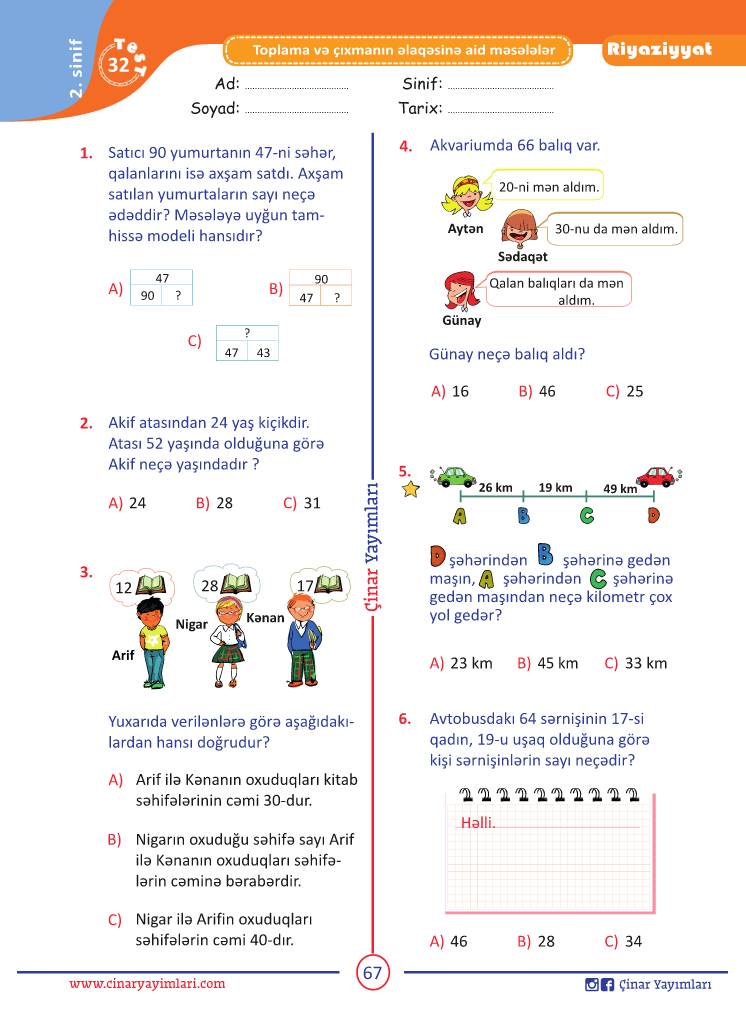 2. sinif
Test
32
Toplama və çıxmanın əlaqəsinə aid məsələlər
Riyaziyyat
Ad: ........................................
Sinif: ........................................
Soyad: ........................................
Tarix: ........................................
1. Satıcı 90 yumurtanın 47-ni səhər,
qalanlarını isə axşam satdı. Axşam
satılan yumurtaların sayı neçə
ədəddir? Məsələyə uyğun tam-
hissə modeli hansıdır?
A) 47
90 ?
B) 90
47 ?
C) ?
47 43
2. Akif atasından 24 yaş kiçikdir.
Atası 52 yaşında olduğuna görə
Akif neçə yaşındadır ?
A) 24 B) 28 C) 31
3.
12 28 17
Arif Nigar Kənan
Yuxarıda verilənlərə görə aşağıdakı-
lardan hansı doğrudur?
A) Arif ilə Kənanın oxuduqları kitab
səhifələrinin cəmi 30-dur.
B) Nigarın oxuduğu səhifə sayı Arif
ilə Kənanın oxuduqları səhifə-
lərin cəminə bərabərdir.
C) Nigar ilə Arifin oxuduqları
səhifələrin cəmi 40-dır.
Çinar Yayımları
4. Akvariumda 66 balıq var.
20-ni mən aldım.
Aytən
30-nu da mən aldım.
Sədaqət
Qalan balıqları da mən
aldım.
Günay
Günay neçə balıq aldı?
A) 16 B) 46 C) 25
5.
26 km 19 km 49 km
A B C D
D şəhərindən B şəhərinə gedən
maşın, A şəhərindən C şəhərinə
gedən maşından neçə kilometr çox
yol gedər?
A) 23 km B) 45 km C) 33 km
6. Avtobusdakı 64 sərnişinin 17-si
qadın, 19-u uşaq olduğuna görə
kişi sərnişinlərin sayı neçədir?
Həlli.
A) 46 B) 28 C) 34
www.cinaryayimlari.com
67
Çinar Yayımları